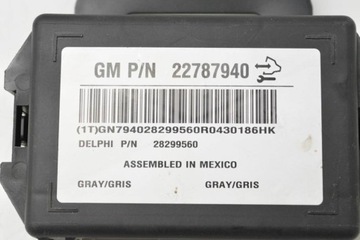 GM P/N 22787940
(1T)GN794028299560R0430186HK
DELPHI P/N 28299560
ASSEMBLED IN MEXICO
GRAY/GRIS GRAY/GRIS